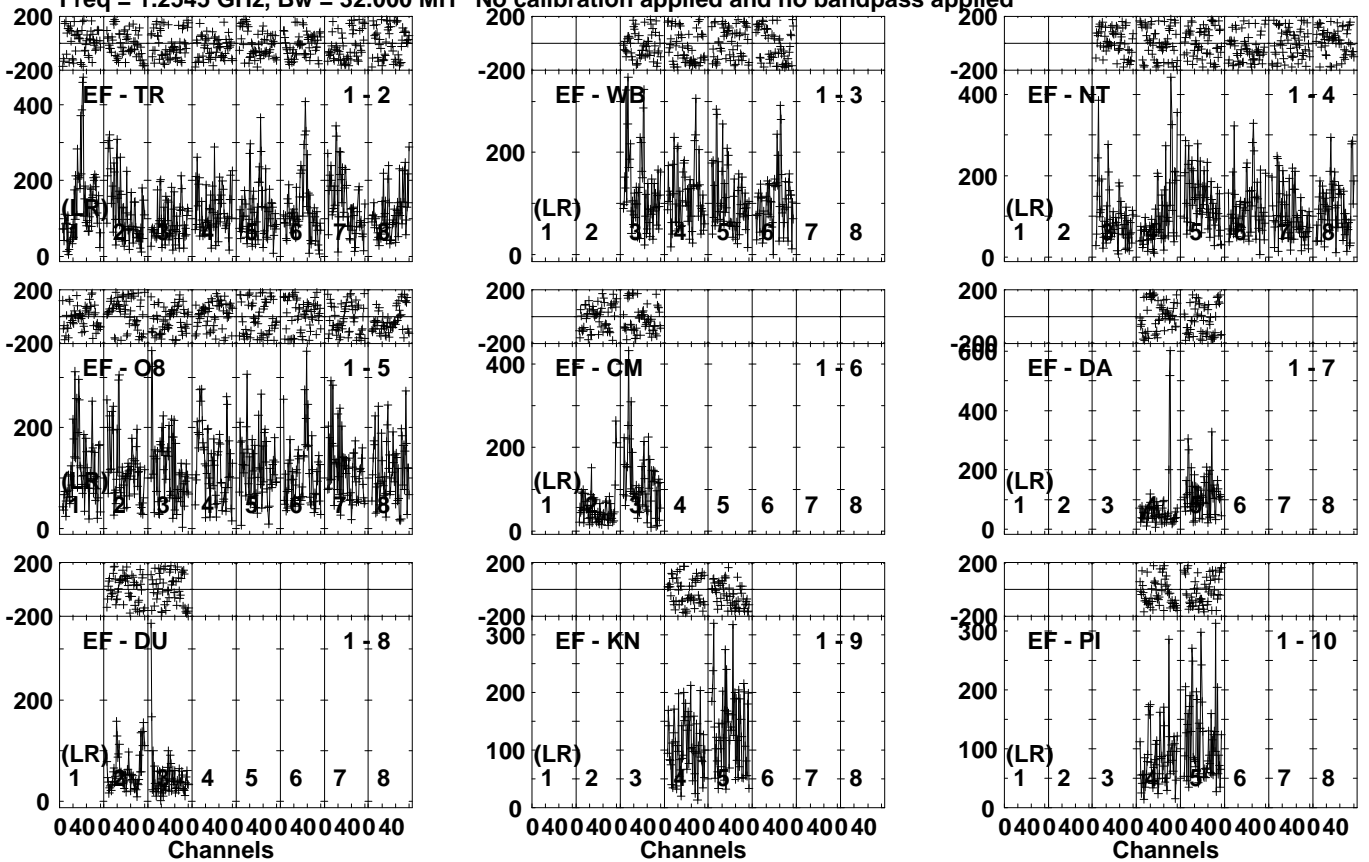 Freq = GHz, Bw = 32.000 MH No calibration applied and no bandpass applied
200
-200
EF - TR 1 - 2
400
200
0
(LR)
1 2 3 4 5 6 7 8
200
-200
EF - WB 1 - 3
200
0
(LR)
1 2 3 4 5 6 7 8
200
-200
EF - NT 1 - 4
400
200
0
(LR)
1 2 3 4 5 6 7 8
200
-200
EF - O8 1 - 5
200
0
(LR)
1 2 3 4 5 6 7 8
200
-200
EF - CM 1 - 6
400
200
0
(LR)
1 2 3 4 5 6 7 8
200
-200
600
EF - DA 1 - 7
400
200
0
(LR)
1 2 3 4 5 6 7 8
200
-200
EF - DU 1 - 8
200
0
(LR)
1 2 3 4 5 6 7 8
0 40 0 40 0 40 0 40 0 40 0 40 0 40 0 40
Channels
200
-200
EF - KN 1 - 9
300
200
100
0
(LR)
1 2 3 4 5 6 7 8
0 40 0 40 0 40 0 40 0 40 0 40 0 40 0 40
Channels
200
-200
EF - PI 1 - 10
300
200
100
0
(LR)
1 2 3 4 5 6 7 8
0 40 0 40 0 40 0 40 0 40 0 40 0 40 0 40
Channels